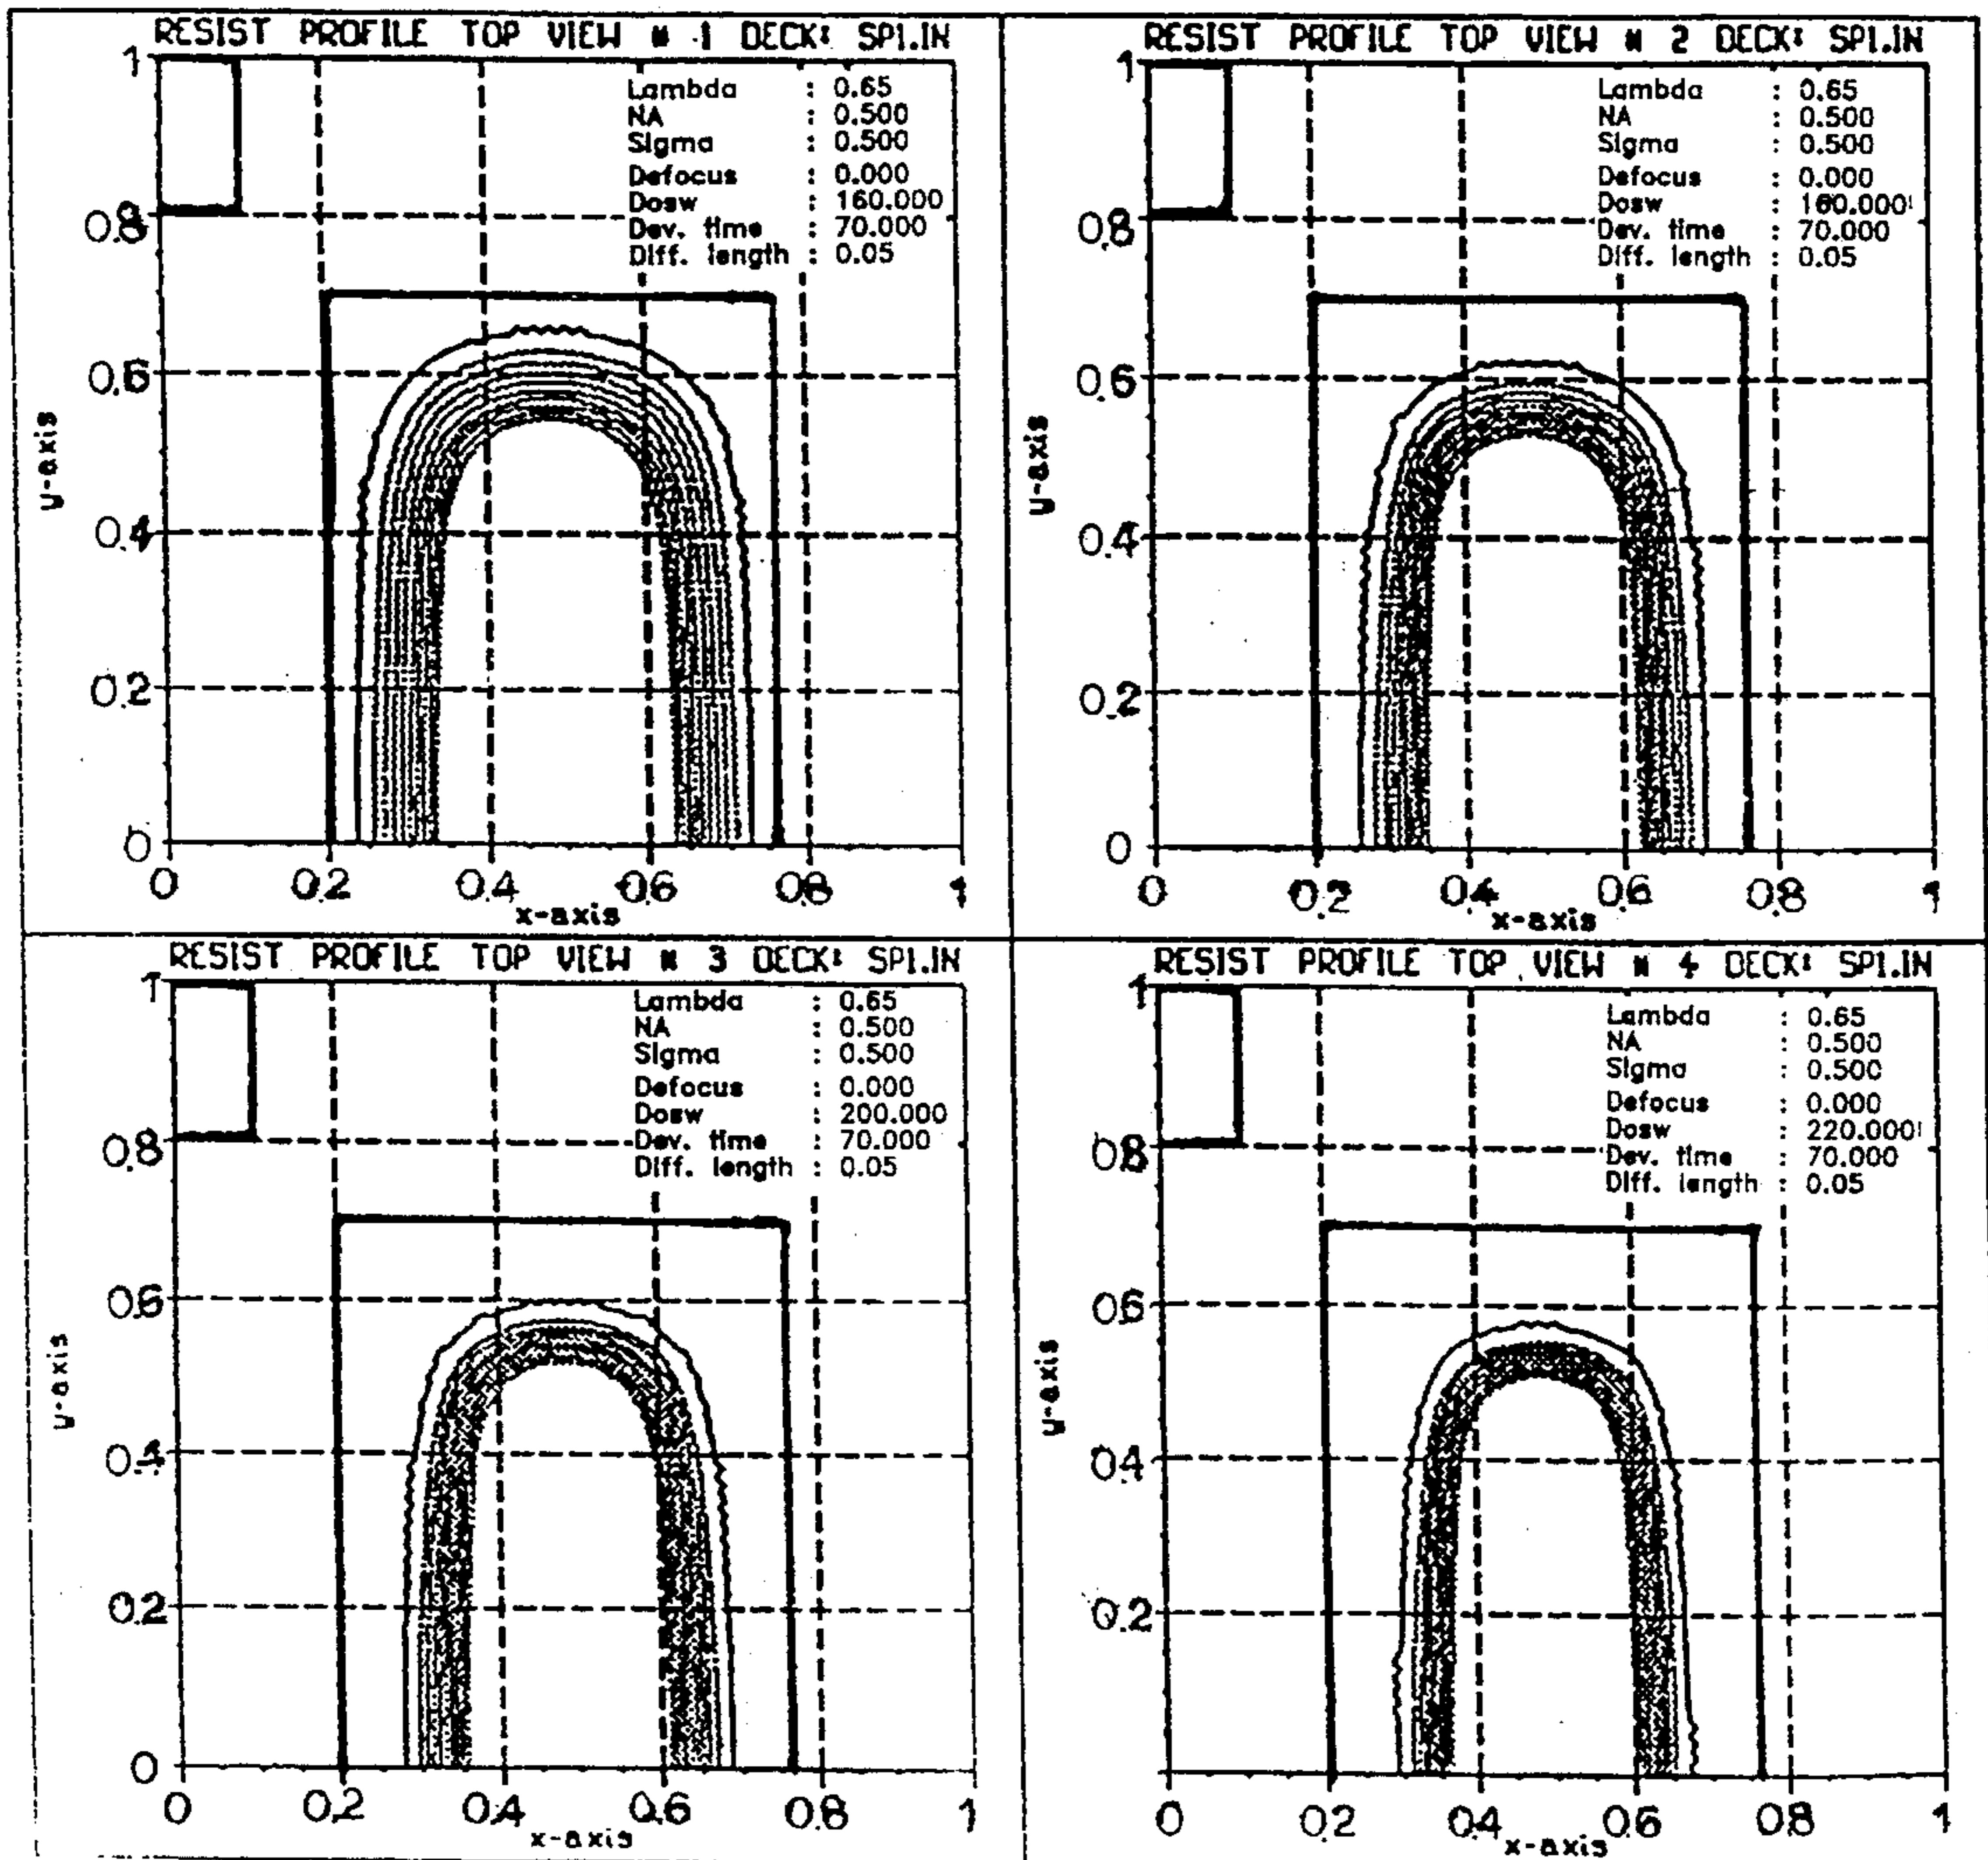 RESIST PROFILE TOP VIEW # 1 DECK: SP1.IN
Lambda : 0.65
NA : 0.500
Sigma : 0.500
Defocus : 0.000
Dosw : 160.000
Dev. time : 70.000
Diff. length : 0.05
1
0.8
0.6
0.4
0.2
0
y-axis
0 0.2 0.4 0.6 0.8 1
x-axis
RESIST PROFILE TOP VIEW # 2 DECK: SP1.IN
Lambda : 0.65
NA : 0.500
Sigma : 0.500
Defocus : 0.000
Dosw : 160.000
Dev. time : 70.000
Diff. length : 0.05
1
0.8
0.6
0.4
0.2
0
y-axis
0 0.2 0.4 0.6 0.8 1
x-axis
RESIST PROFILE TOP VIEW # 3 DECK: SP1.IN
Lambda : 0.65
NA : 0.500
Sigma : 0.500
Defocus : 0.000
Dosw : 200.000
Dev. time : 70.000
Diff. length : 0.05
1
0.8
0.6
0.4
0.2
0
y-axis
0 0.2 0.4 0.6 0.8 1
x-axis
RESIST PROFILE TOP VIEW # 4 DECK: SP1.IN
Lambda : 0.65
NA : 0.500
Sigma : 0.500
Defocus : 0.000
Dosw : 220.000
Dev. time : 70.000
Diff. length : 0.05
1
0.8
0.6
0.4
0.2
y-axis
0 0.2 0.4 0.6 0.8 1
x-axis